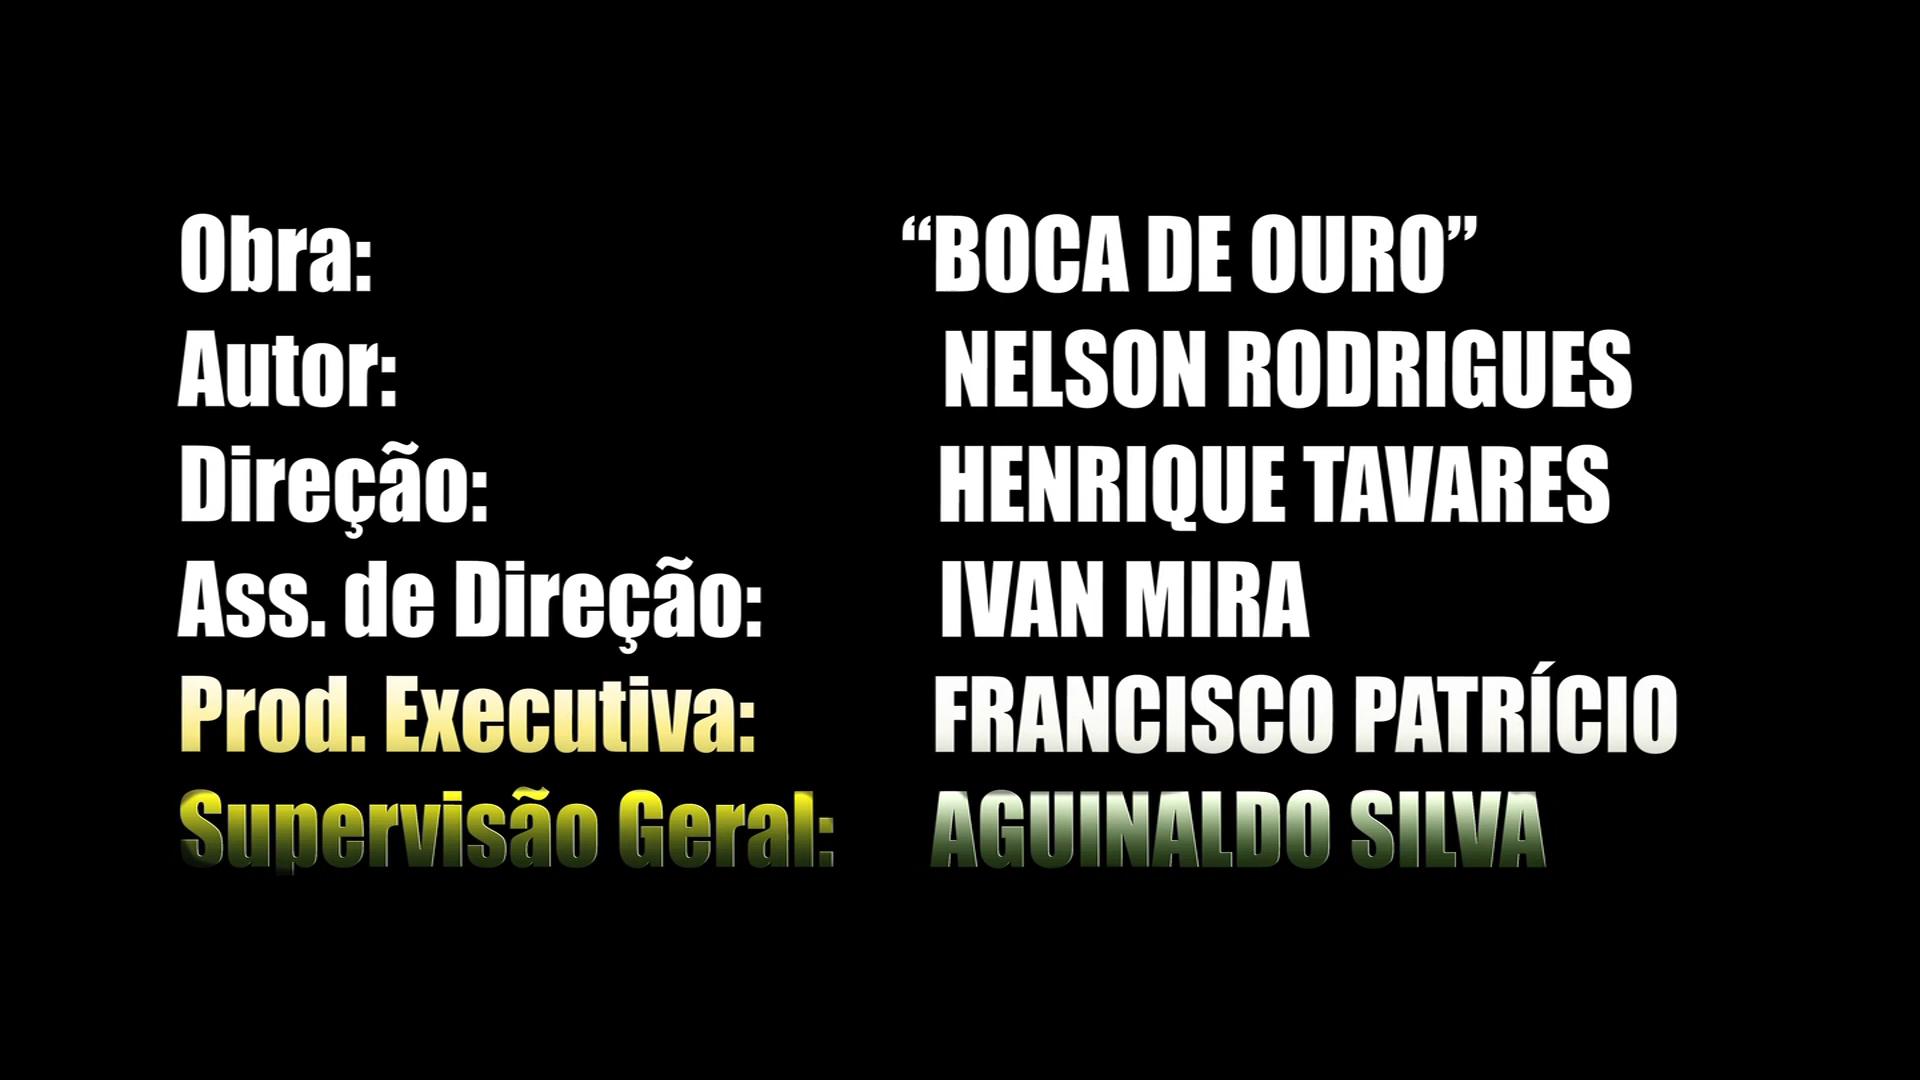 Obra: “BOCA DE OURO”
Autor: NELSON RODRIGUES
Direção: HENRIQUE TAVARES
Ass. de Direção: IVAN MIRA
Prod. Executiva: FRANCISCO PATRÍCIO
Supervisão Geral: AGUINALDO SILVA